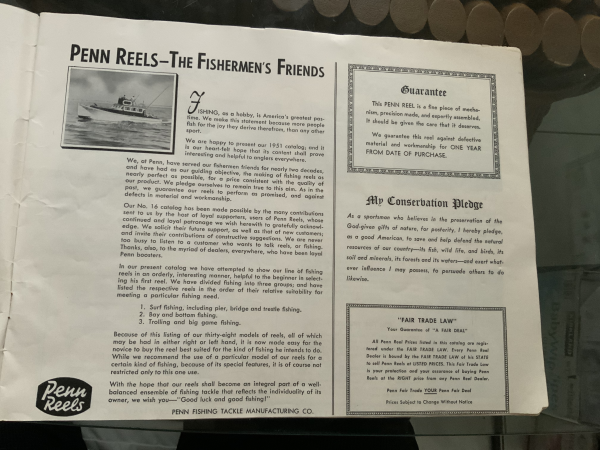 PENN REELS—THE FISHERMEN'S FRIENDS
FISHING, as a hobby, is America's greatest pas-
time. We make this statement because more people
fish for the joy they derive therefrom, than any other
sport.
We are happy to present our 1951 catalog; and it
is our heart-felt hope that its content shall prove
interesting and helpful to anglers everywhere.
We, at Penn, have served our fishermen friends for nearly two decades,
and have had as our guiding objective, the making of fishing reels as
nearly perfect as possible, for a price consistent with the quality of
our product. We pledge ourselves to remain true to this aim. As in the
past, we guarantee our reels to perform as promised, and against
defects in material and workmanship.
Our No. 16 catalog has been made possible by the many contributions
sent to us by the host of loyal supporters, users of Penn Reels, whose
continued and loyal patronage we wish herewith to gratefully acknowl-
edge. We solicit their future support, as well as that of new customers;
and invite their contributions of constructive suggestions. We are never
too busy to listen to a customer who wants to talk reels, or fishing.
Thanks, also, to the myriad of dealers, everywhere, who have been loyal
Penn boosters.
In our present catalog we have attempted to show our line of fishing
reels in an orderly, interesting manner, helpful to the beginner in select-
ing his first reel. We have divided fishing into three groups; and have
listed the respective reels in the order of their relative suitability for
meeting a particular fishing need.
1. Surf fishing, including pier, bridge and trestle fishing.
2. Bay and bottom fishing.
3. Trolling and big game fishing.
Because of this listing of our thirty-eight models of reels, all of which
may be had in either right or left hand, it is now made easy for the
novice to buy the reel best suited for the kind of fishing he intends to do.
While we recommend the use of a particular model of our reels for a
certain kind of fishing, because of its special features, it is of course not
restricted only to this one use.
With the hope that our reels shall become an integral part of a well-
balanced ensemble of fishing tackle that reflects the individuality of its
owner, we wish you—"Good luck and good fishing!"
PENN FISHING TACKLE MANUFACTURING CO.
Penn
Reels
Guarantee
This PENN REEL is a fine piece of mecha-
nism, precision made, and expertly assembled.
It should be given the care that it deserves.
We guarantee this reel against defective
material and workmanship for ONE YEAR
FROM DATE OF PURCHASE.
My Conservation Pledge
As a sportsman who believes in the preservation of the
God-given gifts of nature, for posterity, I hereby pledge,
as a good American, to save and help defend the natural
resources of our country—its fish, wild life, and birds, its
soil and minerals, its forests and its waters—and exert what-
ever influence I may possess, to persuade others to do
likewise.
"FAIR TRADE LAW"
Your Guarantee of "A FAIR DEAL"
All Penn Reel Prices listed in this catalog are regis-
tered under the FAIR TRADE LAW. Every Penn Reel
Dealer is bound by the FAIR TRADE LAW of his STATE
to sell Penn Reels at LISTED PRICES. This Fair Trade Law
is your protection and your assurance of buying Penn
Reels at the RIGHT price from any Penn Reel Dealer.
Penn Fair Trade YOUR Penn Fair Deal
Prices Subject to Change Without Notice